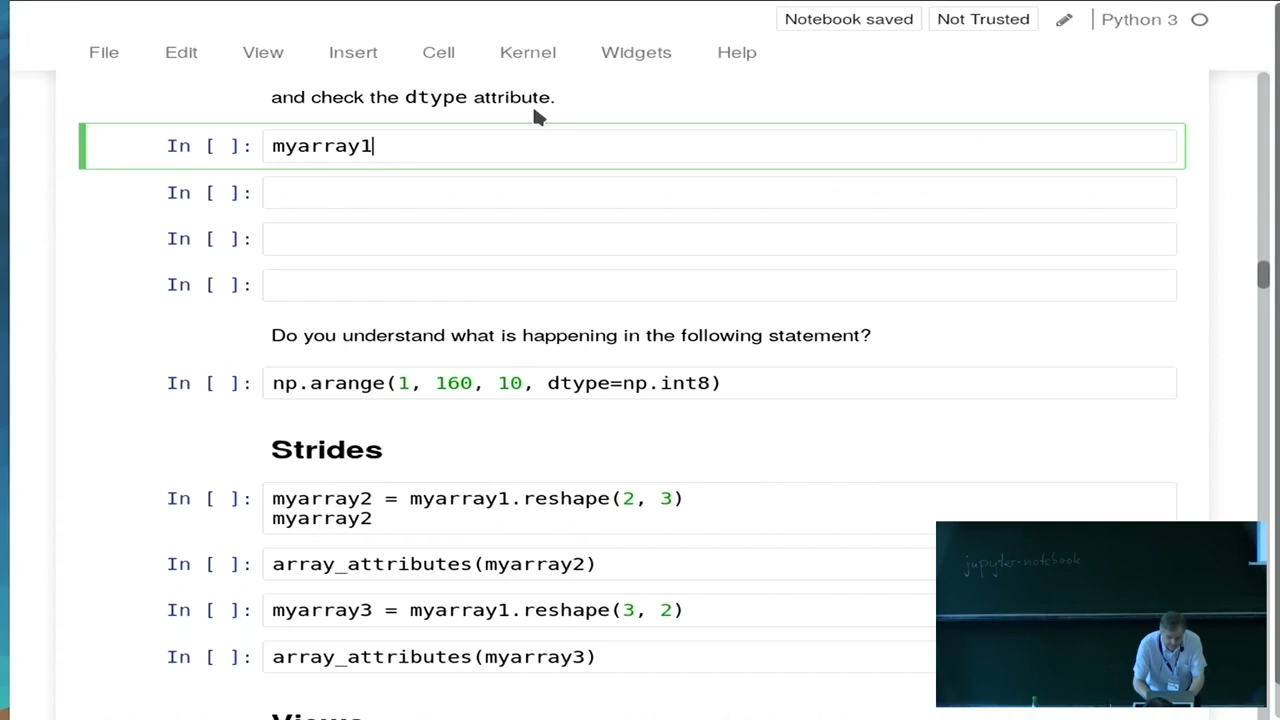 Notebook saved Not Trusted Python 3
File Edit View Insert Cell Kernel Widgets Help
and check the dtype attribute.
In [ ]: myarray1
In [ ]:
In [ ]:
In [ ]:
Do you understand what is happening in the following statement?
In [ ]: np.arange(1, 160, 10, dtype=np.int8)
Strides
In [ ]: myarray2 = myarray1.reshape(2, 3)
myarray2
In [ ]: array_attributes(myarray2)
In [ ]: myarray3 = myarray1.reshape(3, 2)
In [ ]: array_attributes(myarray3)
Views
jupyter-notebook